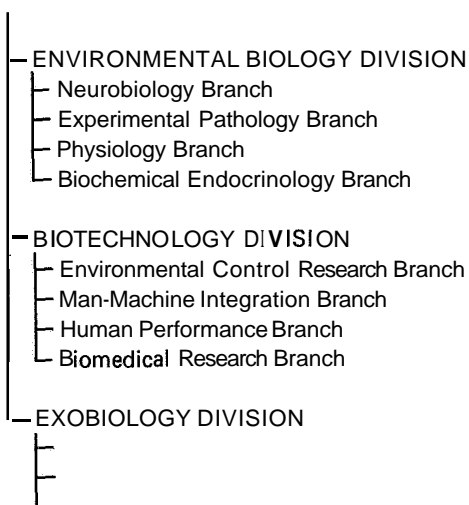 ENVIRONMENTAL BIOLOGY DIVISION
Neurobiology Branch
Experimental Pathology Branch
Physiology Branch
Biochemical Endocrinology Branch
BIOTECHNOLOGY DIVISION
Environmental Control Research Branch
Man-Machine Integration Branch
Human Performance Branch
Biomedical Research Branch
EXOBIOLOGY DIVISION